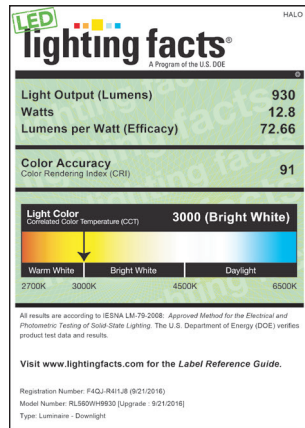 HALO
LED
lighting facts®
A Program of the U.S. DOE
Light Output (Lumens) 930
Watts 12.8
Lumens per Watt (Efficacy) 72.66
Color Accuracy
Color Rendering Index (CRI) 91
Light Color
Correlated Color Temperature (CCT) 3000 (Bright White)
Warm White Bright White Daylight
2700K 3000K 4500K 6500K
All results are according to IESNA LM-79-2008: Approved Method for the Electrical and
Photometric Testing of Solid-State Lighting. The U.S. Department of Energy (DOE) verifies
product test data and results.
Visit www.lightingfacts.com for the Label Reference Guide.
Registration Number: F4QJ-R4I1J8 (9/21/2016)
Model Number: RL560WH9930 [Upgrade : 9/21/2016]
Type: Luminaire - Downlight